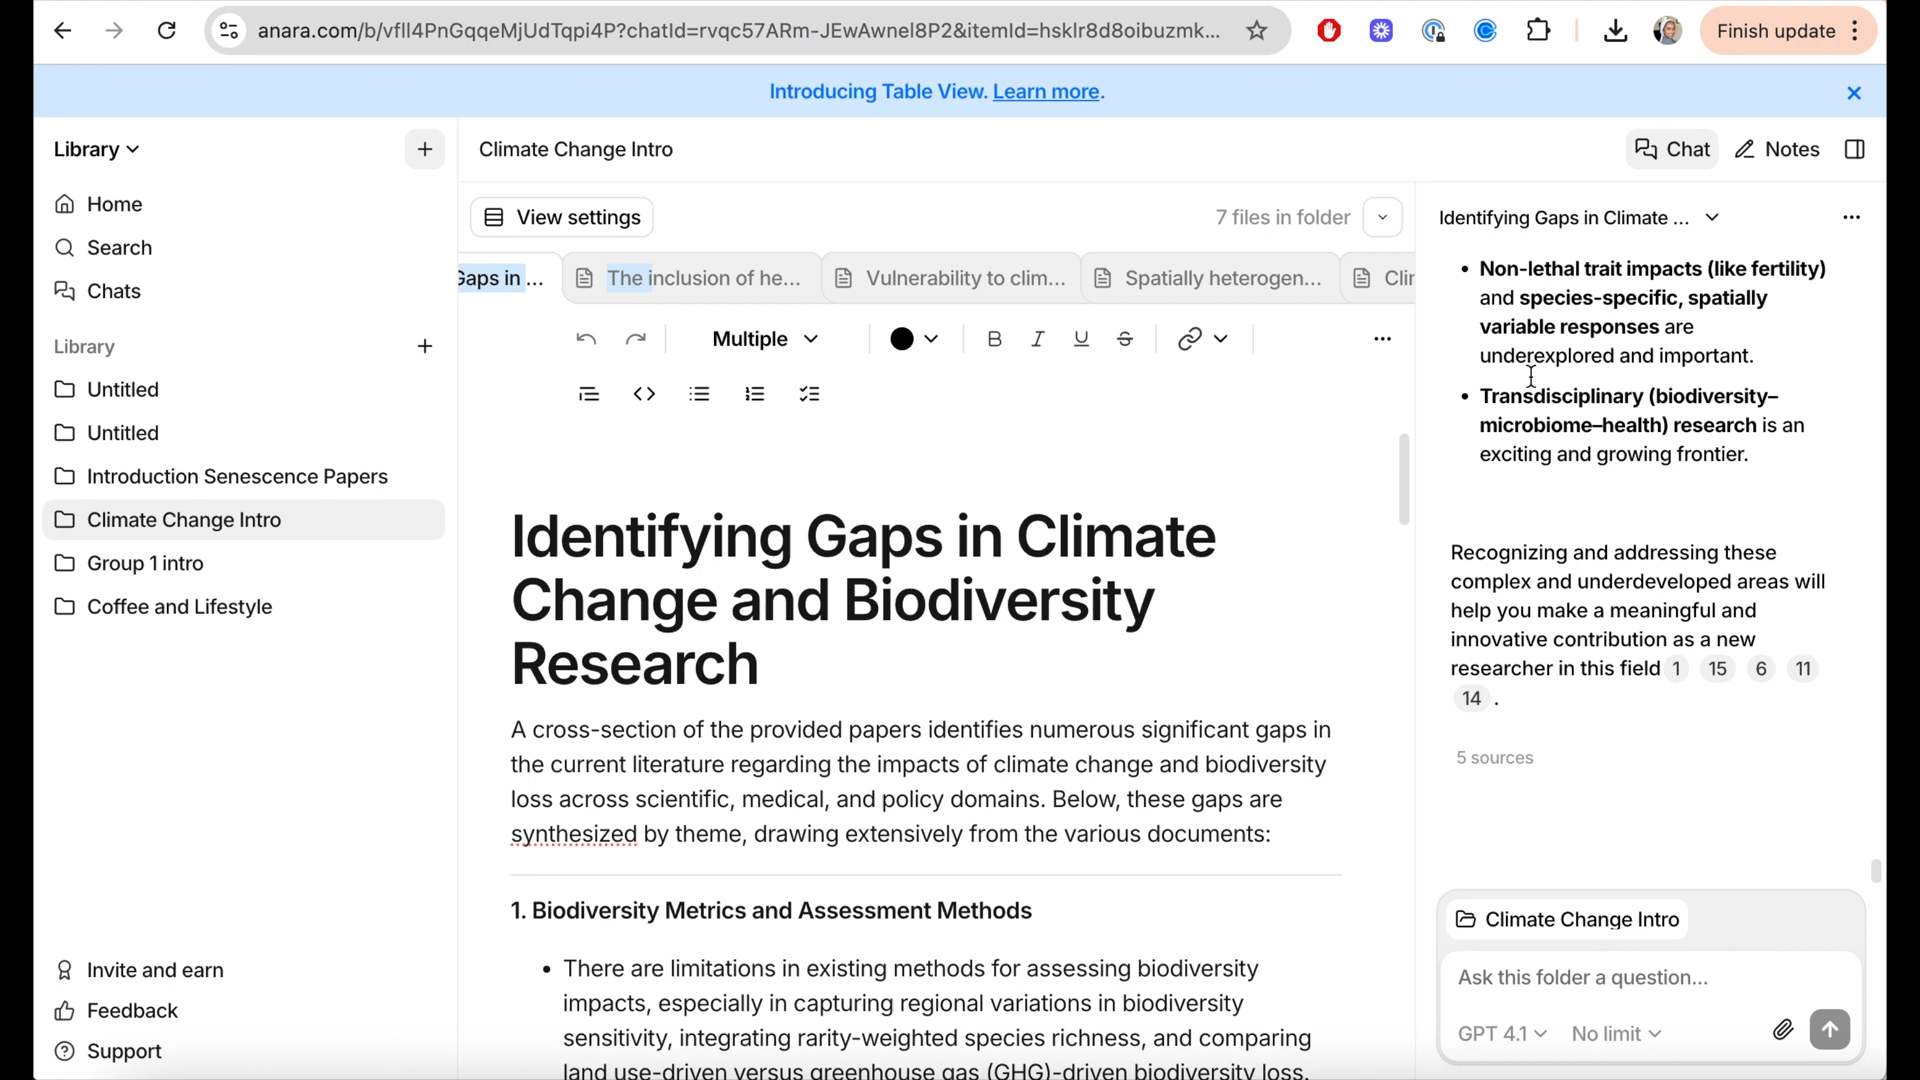 anara.com/b/vfIl4PnGqqeMjUdTqpi4P?chatId=rvqc57ARm-JEwAwnel8P2&itemId=hsklr8d8oibuzmk...
Finish update
Introducing Table View. Learn more.
Library
Home
Search
Chats
Library
Untitled
Untitled
Introduction Senescence Papers
Climate Change Intro
Group 1 intro
Coffee and Lifestyle
Invite and earn
Feedback
Support
Climate Change Intro
Chat
Notes
View settings
7 files in folder
Gaps in ...
The inclusion of he...
Vulnerability to clim...
Spatially heterogen...
Clir
Multiple
B I U S
Identifying Gaps in Climate
Change and Biodiversity
Research
A cross-section of the provided papers identifies numerous significant gaps in
the current literature regarding the impacts of climate change and biodiversity
loss across scientific, medical, and policy domains. Below, these gaps are
synthesized by theme, drawing extensively from the various documents:
1. Biodiversity Metrics and Assessment Methods
• There are limitations in existing methods for assessing biodiversity
impacts, especially in capturing regional variations in biodiversity
sensitivity, integrating rarity-weighted species richness, and comparing
land use-driven versus greenhouse gas (GHG)-driven biodiversity loss.
Identifying Gaps in Climate ...
• Non-lethal trait impacts (like fertility)
and species-specific, spatially
variable responses are
underexplored and important.
• Transdisciplinary (biodiversity–
microbiome–health) research is an
exciting and growing frontier.
Recognizing and addressing these
complex and underdeveloped areas will
help you make a meaningful and
innovative contribution as a new
researcher in this field 1 15 6 11
14 .
5 sources
Climate Change Intro
Ask this folder a question...
GPT 4.1
No limit